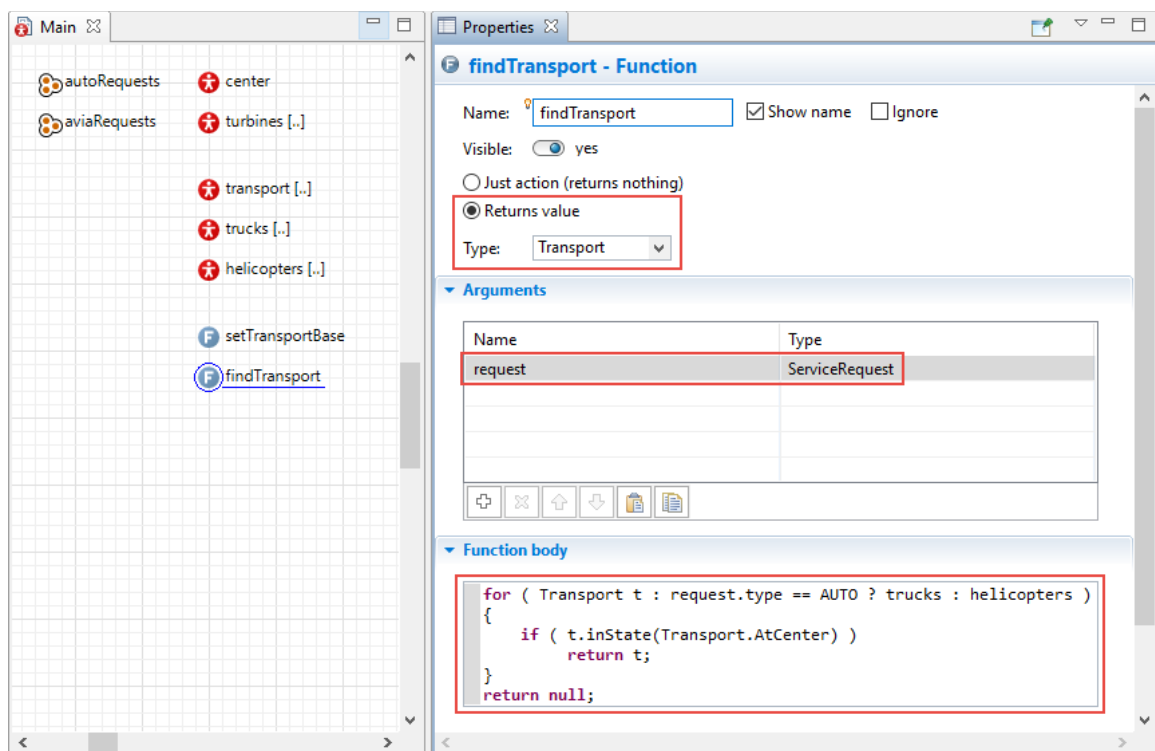 Main
autoRequests
center
aviaRequests
turbines [..]
transport [..]
trucks [..]
helicopters [..]
setTransportBase
findTransport
Properties
findTransport - Function
Name: findTransport Show name Ignore
Visible: yes
Just action (returns nothing)
Returns value
Type: Transport
Arguments
Name Type
request ServiceRequest
Function body
for ( Transport t : request.type == AUTO ? trucks : helicopters )
{
if ( t.inState(Transport.AtCenter) )
return t;
}
return null;